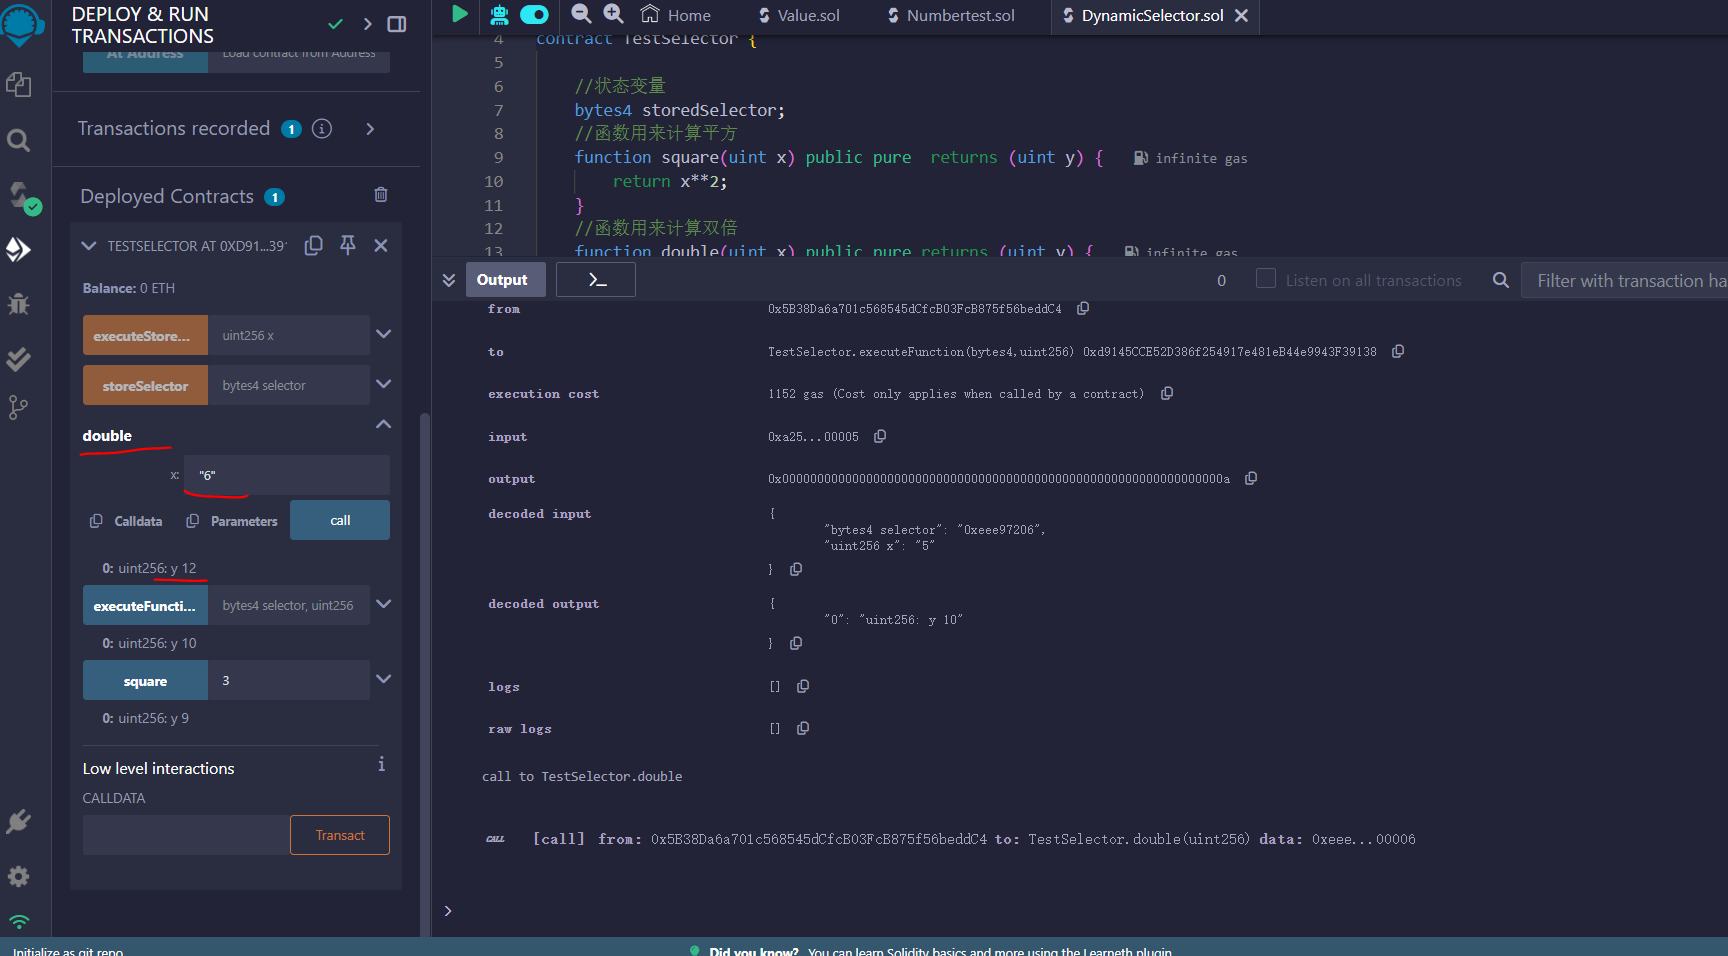 DEPLOY & RUN
TRANSACTIONS
At Address
Load contract from Address
Transactions recorded 1 i
Deployed Contracts 1
TESTSELECTOR AT 0XD91...391
Balance: 0 ETH
executeStore... uint256 x
storeSelector bytes4 selector
double
x: "6"
Calldata Parameters call
0: uint256: y 12
executeFuncti... bytes4 selector, uint256
0: uint256: y 10
square 3
0: uint256: y 9
Low level interactions i
CALLDATA
Transact
Home Value.sol Numbertest.sol DynamicSelector.sol
4 contract TestSelector {
5
6 //状态变量
7 bytes4 storedSelector;
8 //函数用来计算平方
9 function square(uint x) public pure  returns (uint y) { infinite gas
10 return x**2;
11 }
12 //函数用来计算双倍
13 function double(uint x) public pure returns (uint y) { infinite gas
Output >_ 0 Listen on all transactions Filter with transaction ha
from 0x5B38Da6a701c568545dCfcB03FcB875f56beddC4
to TestSelector.executeFunction(bytes4,uint256) 0xd9145CCE52D386f254917e481eB44e9943F39138
execution cost 1152 gas (Cost only applies when called by a contract)
input 0xa25...00005
output 0x000000000000000000000000000000000000000000000000000000000000000a
decoded input {
"bytes4 selector": "0xeee97206",
"uint256 x": "5"
}
decoded output {
"0": "uint256: y 10"
}
logs []
raw logs []
call to TestSelector.double
CALL [call] from: 0x5B38Da6a701c568545dCfcB03FcB875f56beddC4 to: TestSelector.double(uint256) data: 0xeee...00006
>
Initialize as git repo
Did you know? You can learn Solidity basics and more using the Learneth plugin